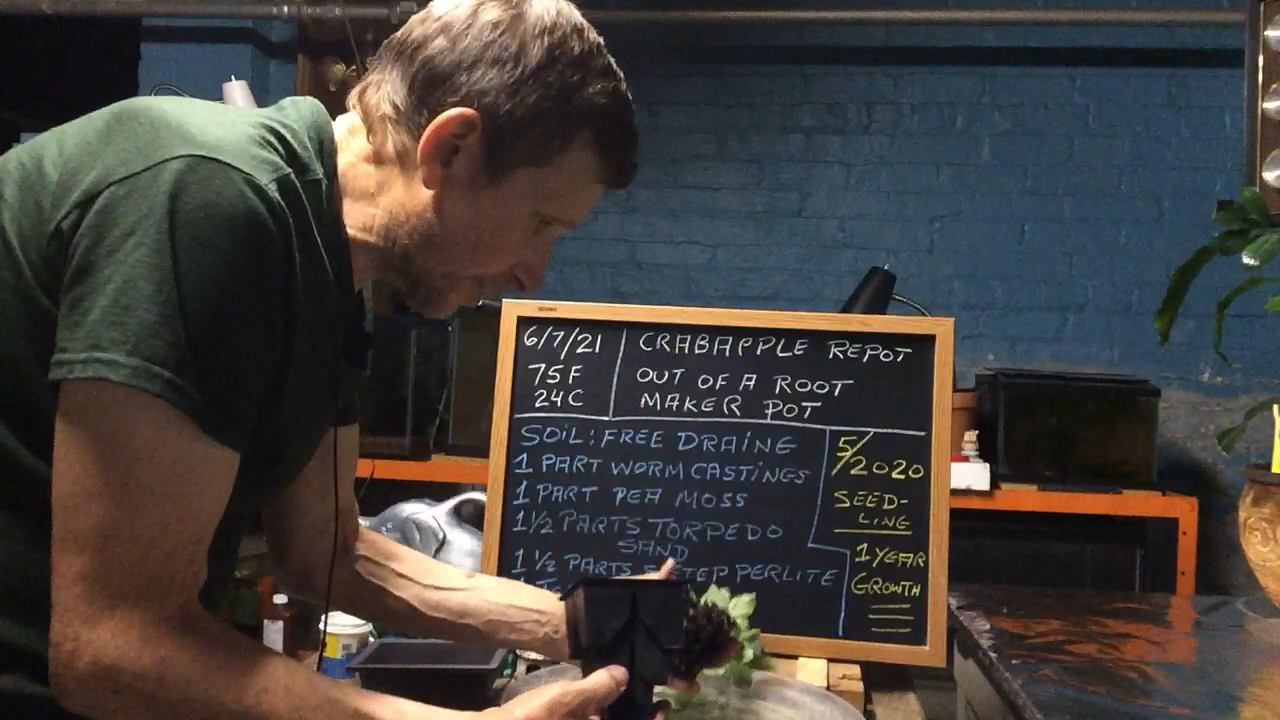 6/7/21
75F
24C
CRABAPPLE REPOT
OUT OF A ROOT
MAKER POT
SOIL: FREE DRAINE
1 PART WORM CASTINGS
1 PART PEA MOSS
1½ PARTS TORPEDO
SAND
1½ PARTS PERLITE
5/2020
SEED-
LING
1 YEAR
GROWTH